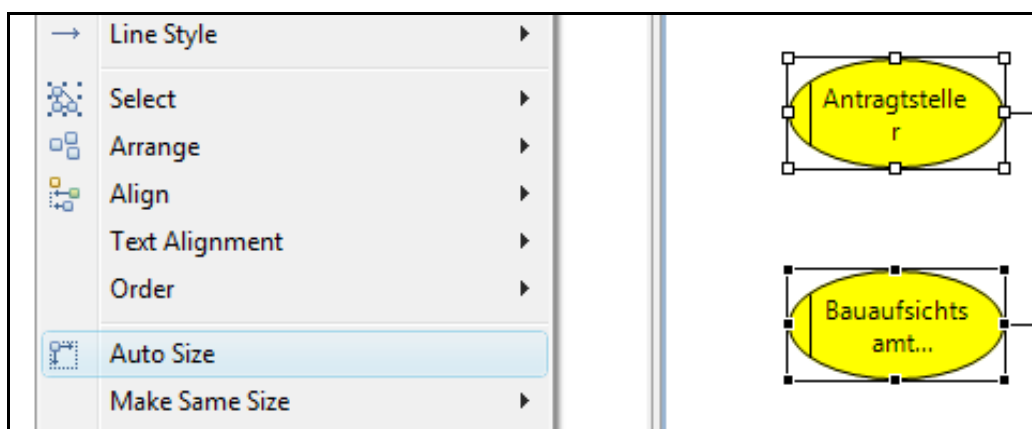 Line Style
Select
Arrange
Align
Text Alignment
Order
Auto Size
Make Same Size
Antragtstelle
r
Bauaufsichts
amt...